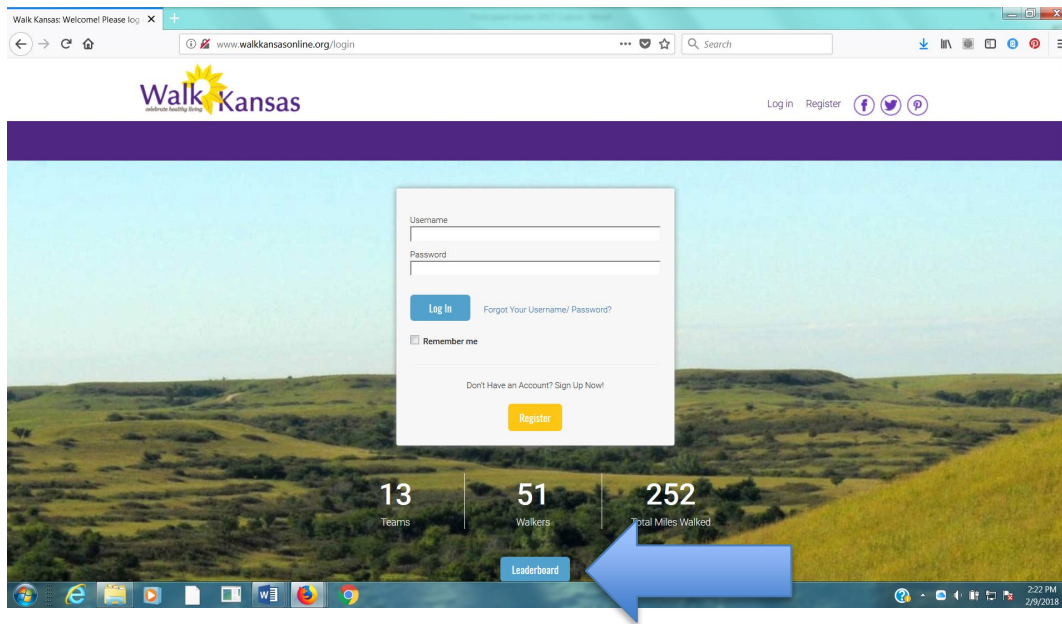 Walk Kansas: Welcome! Please log
www.walkkansasonline.org/login
Search
Walk Kansas
celebrate healthy living
Log in Register
Username
Password
Log In Forgot Your Username/ Password?
Remember me
Don't Have an Account? Sign Up Now!
Register
13 51 252
Teams Walkers Total Miles Walked
Leaderboard
2:22 PM
2/9/2018